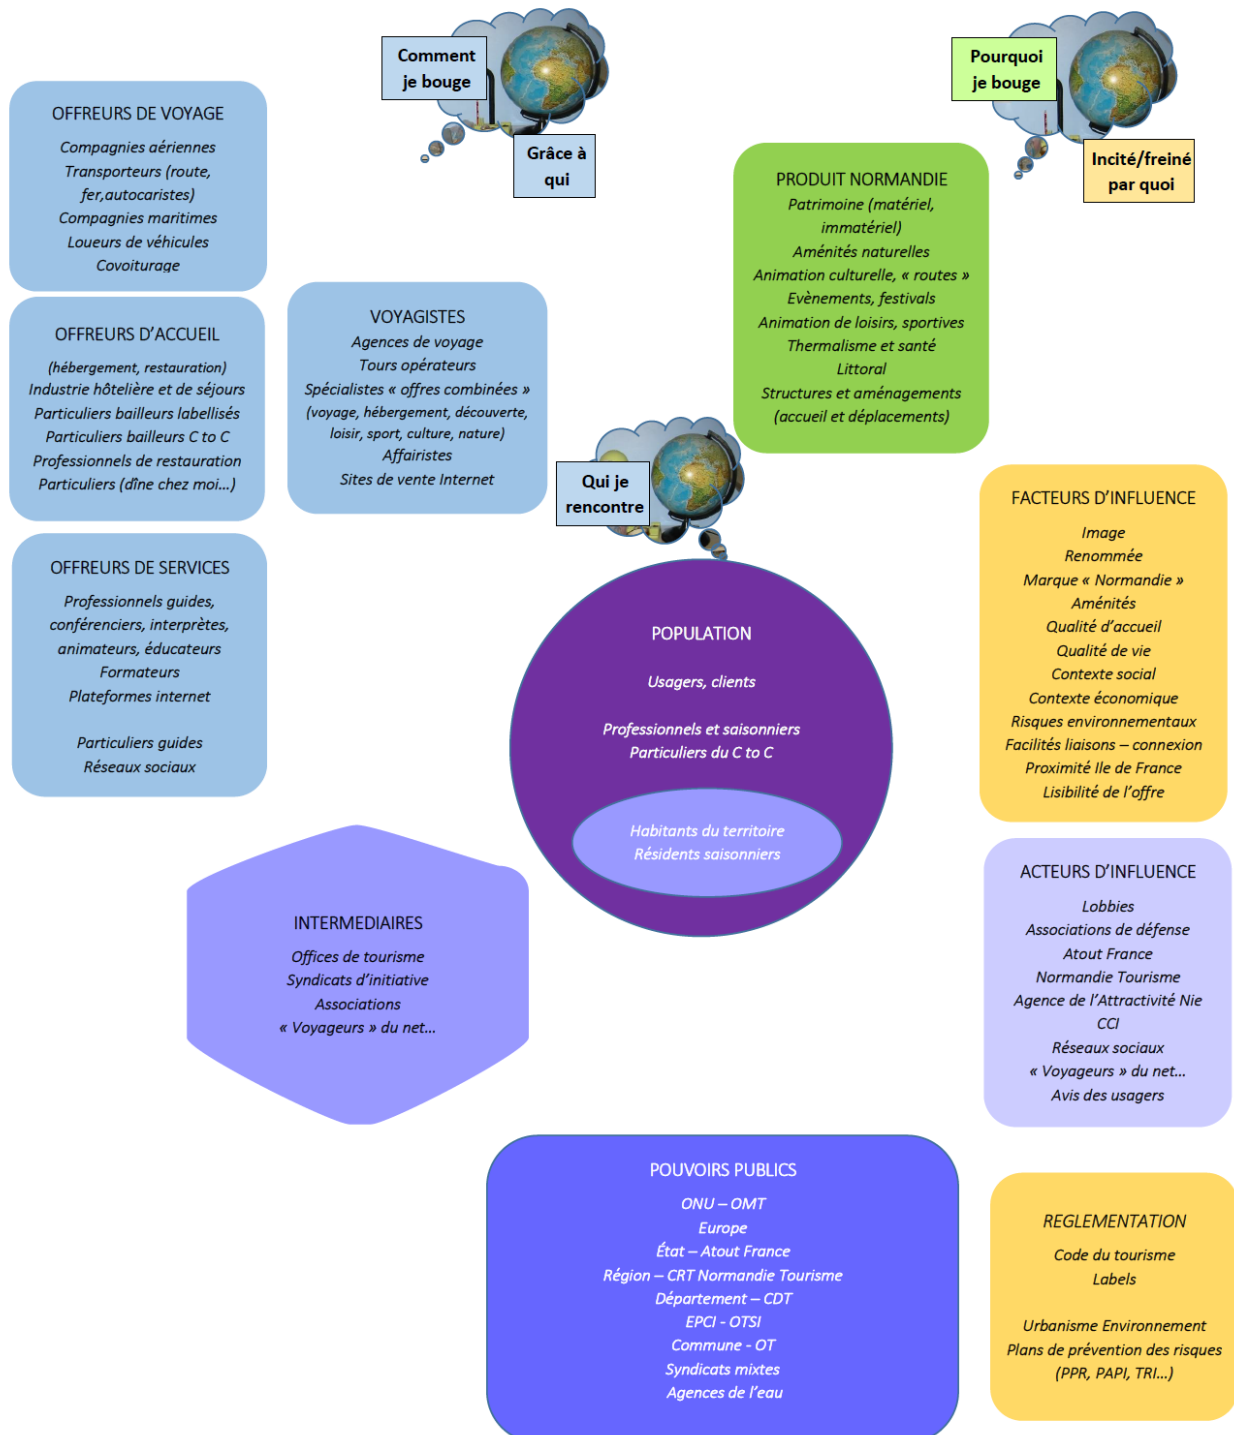 Comment
je bouge
Grâce à
qui
Pourquoi
je bouge
Incité/freiné
par quoi
OFFREURS DE VOYAGE
Compagnies aériennes
Transporteurs (route,
fer,autocaristes)
Compagnies maritimes
Loueurs de véhicules
Covoiturage
PRODUIT NORMANDIE
Patrimoine (matériel,
immatériel)
Aménités naturelles
Animation culturelle, « routes »
Evènements, festivals
Animation de loisirs, sportives
Thermalisme et santé
Littoral
Structures et aménagements
(accueil et déplacements)
OFFREURS D’ACCUEIL
(hébergement, restauration)
Industrie hôtelière et de séjours
Particuliers bailleurs labellisés
Particuliers bailleurs C to C
Professionnels de restauration
Particuliers (dîne chez moi…)
VOYAGISTES
Agences de voyage
Tours opérateurs
Spécialistes « offres combinées »
(voyage, hébergement, découverte,
loisir, sport, culture, nature)
Affairistes
Sites de vente Internet
Qui je
rencontre
FACTEURS D’INFLUENCE
Image
Renommée
Marque « Normandie »
Aménités
Qualité d’accueil
Qualité de vie
Contexte social
Contexte économique
Risques environnementaux
Facilités liaisons – connexion
Proximité Ile de France
Lisibilité de l’offre
OFFREURS DE SERVICES
Professionnels guides,
conférenciers, interprètes,
animateurs, éducateurs
Formateurs
Plateformes internet
Particuliers guides
Réseaux sociaux
POPULATION
Usagers, clients
Professionnels et saisonniers
Particuliers du C to C
Habitants du territoire
Résidents saisonniers
INTERMEDIAIRES
Offices de tourisme
Syndicats d’initiative
Associations
« Voyageurs » du net…
ACTEURS D’INFLUENCE
Lobbies
Associations de défense
Atout France
Normandie Tourisme
Agence de l’Attractivité Nie
CCI
Réseaux sociaux
« Voyageurs » du net…
Avis des usagers
POUVOIRS PUBLICS
ONU – OMT
Europe
État – Atout France
Région – CRT Normandie Tourisme
Département – CDT
EPCI - OTSI
Commune - OT
Syndicats mixtes
Agences de l’eau
REGLEMENTATION
Code du tourisme
Labels
Urbanisme Environnement
Plans de prévention des risques
(PPR, PAPI, TRI…)